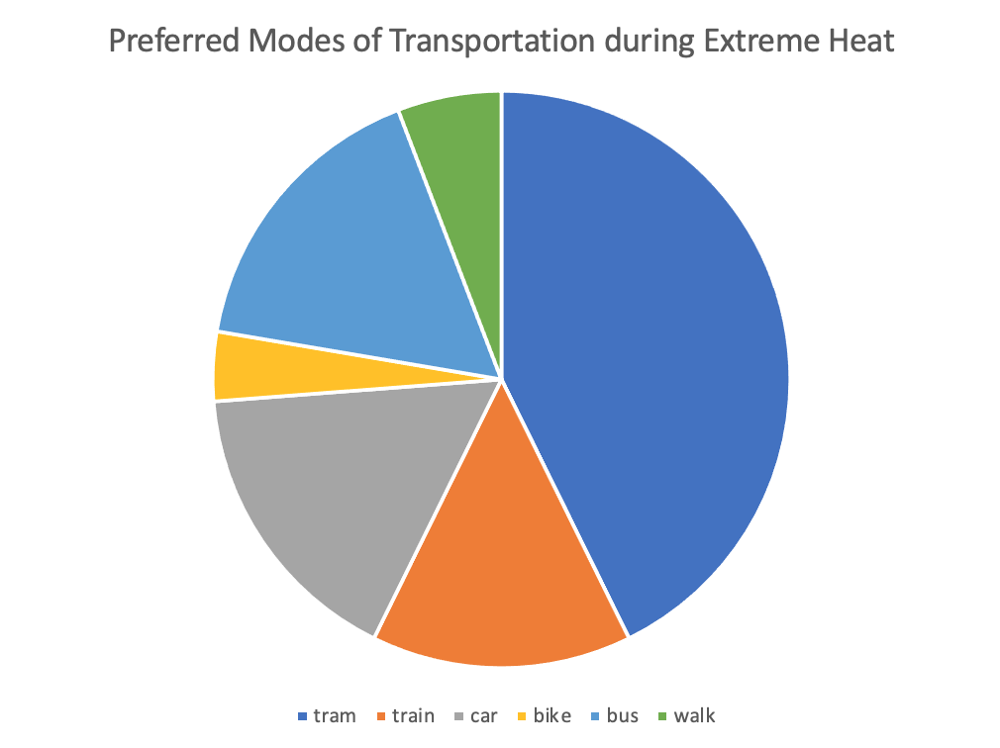 Preferred Modes of Transportation during Extreme Heat
tram train car bike bus walk